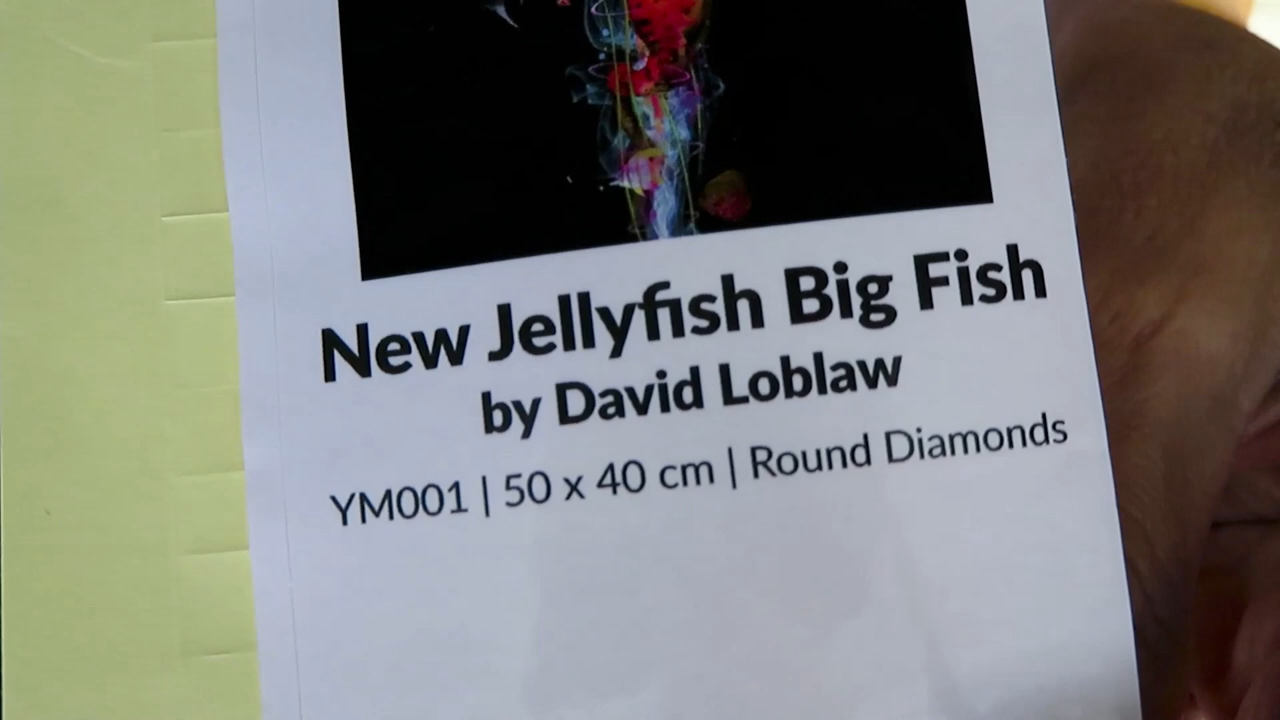 New Jellyfish Big Fish
by David Loblaw
YM001 | 50 x 40 cm | Round Diamonds